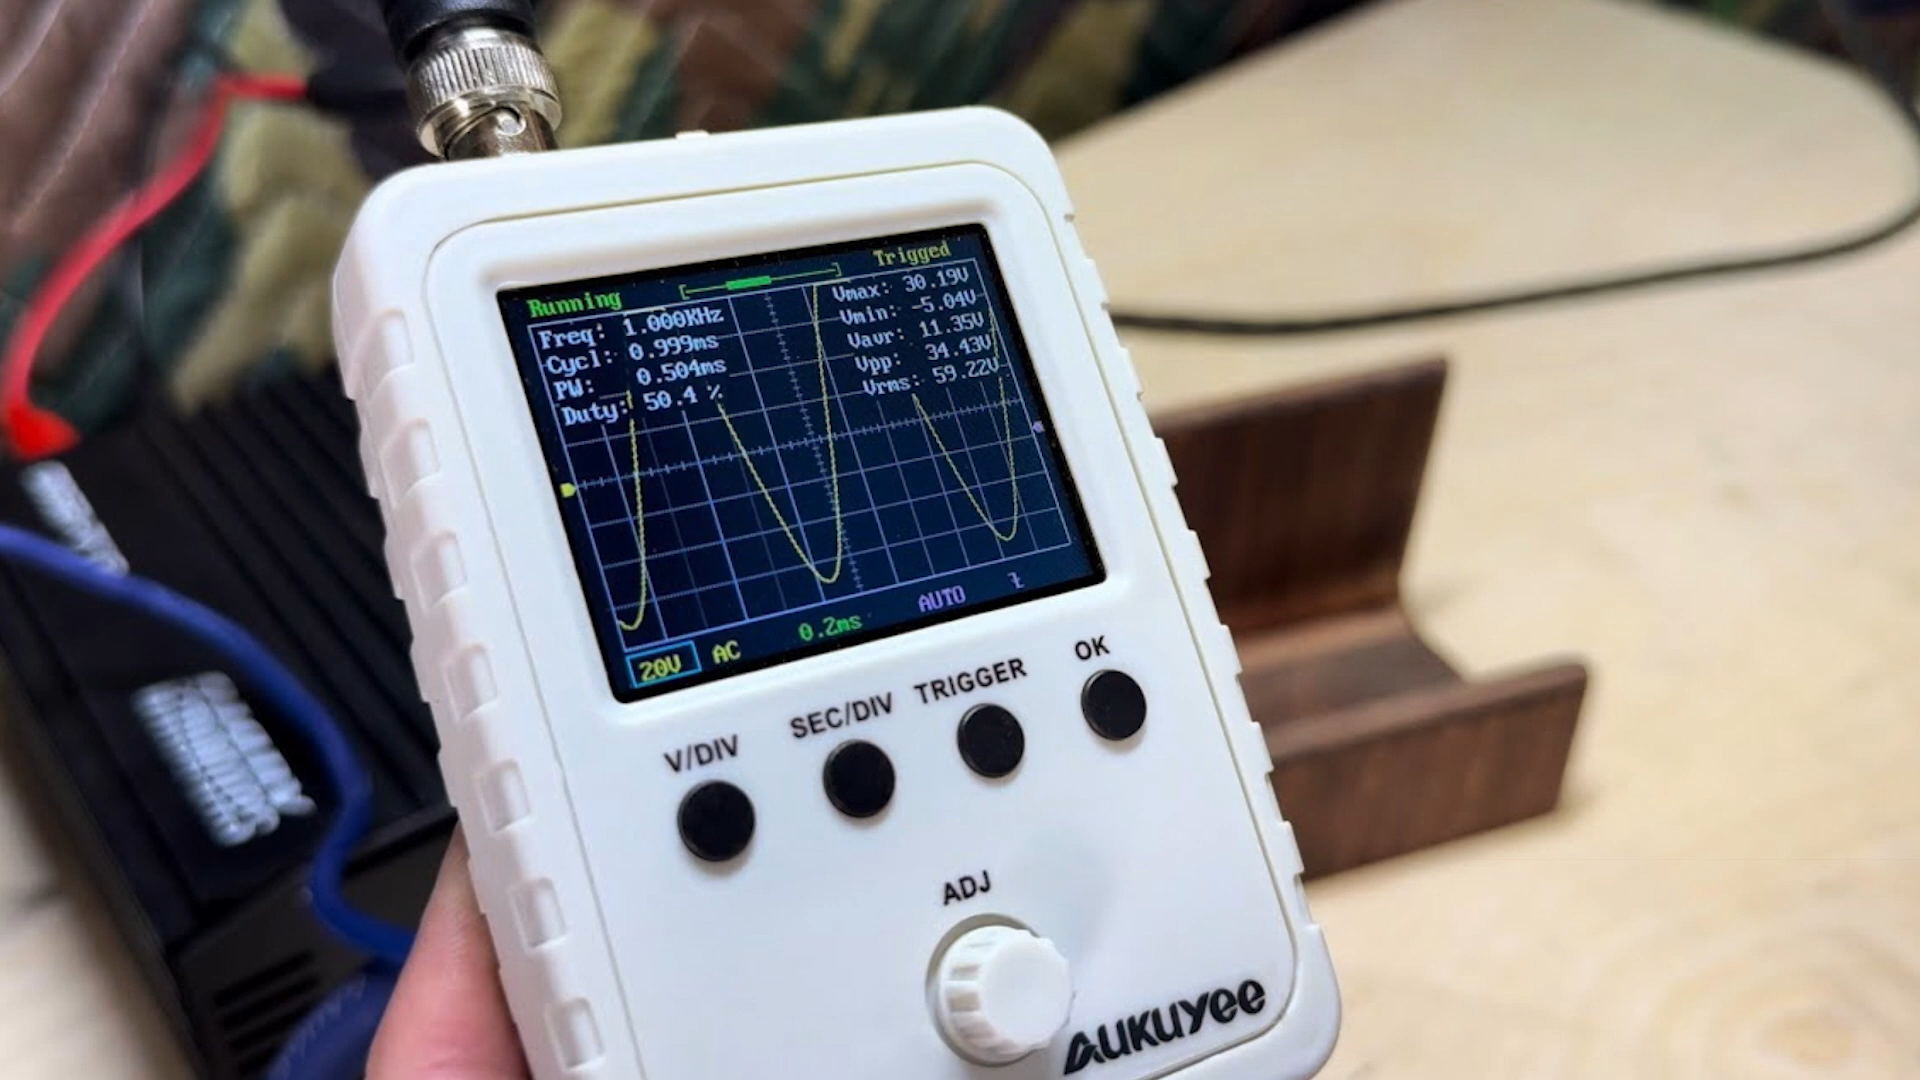 Running
Trigged
Freq: 1.000KHz
Cycl: 0.999ms
PW: 0.504ms
Duty: 50.4 %
Vmax: 30.19V
Vmin: -5.04V
Vavr: 11.35V
Vpp: 34.43V
Vrms: 59.22V
20V AC 0.2ms AUTO
V/DIV SEC/DIV TRIGGER OK
ADJ
AUKUYEE